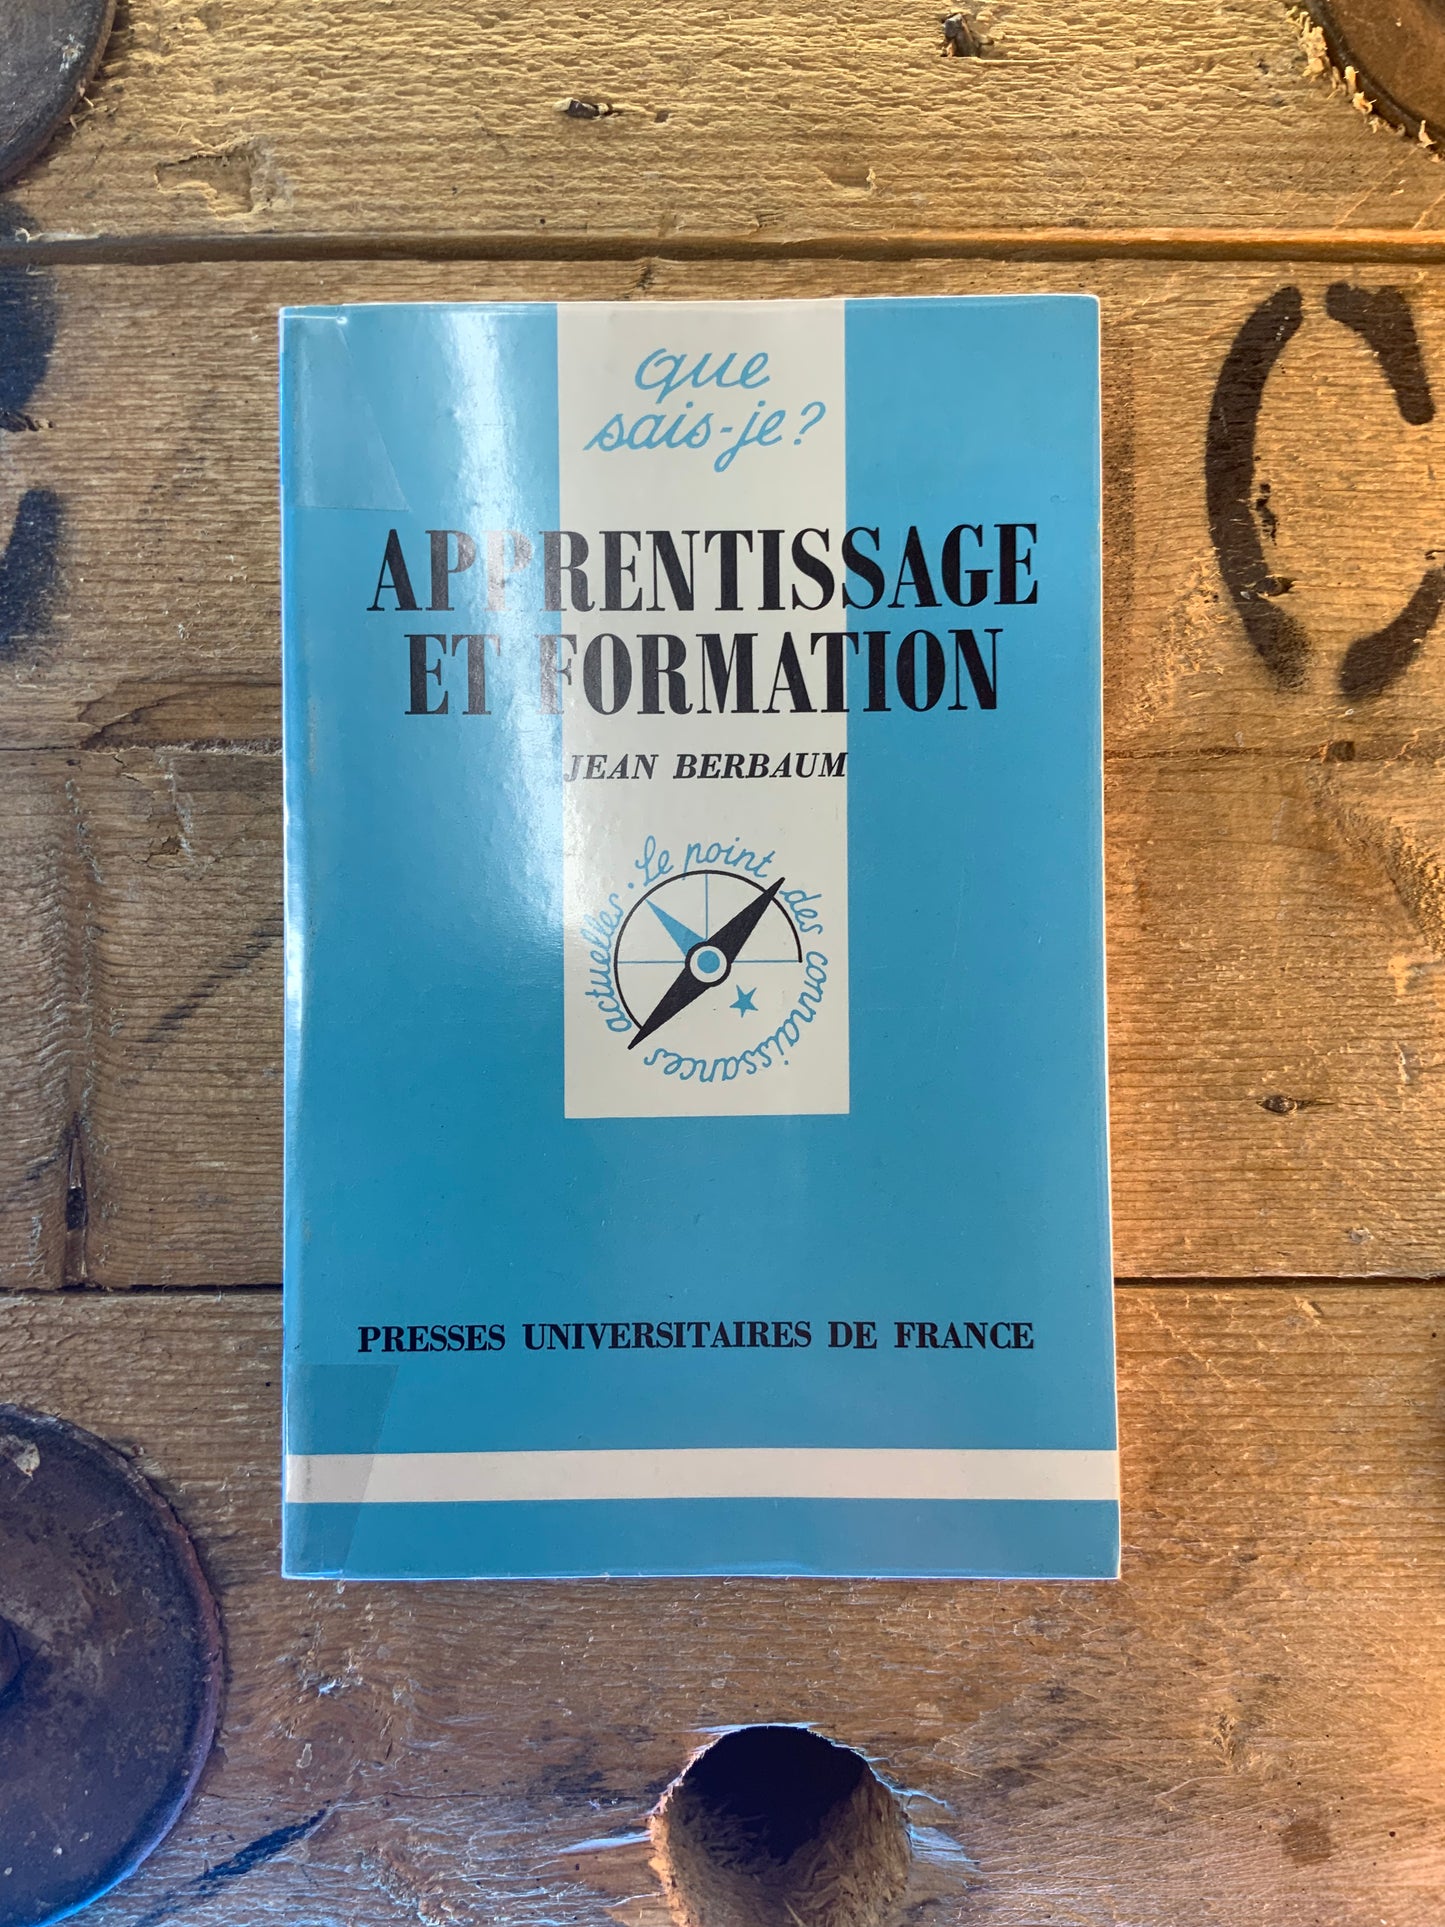 que
sais-je?
APPRENTISSAGE
ET FORMATION
JEAN BERBAUM
Le point des connaissances actuelles.
PRESSES UNIVERSITAIRES DE FRANCE
C